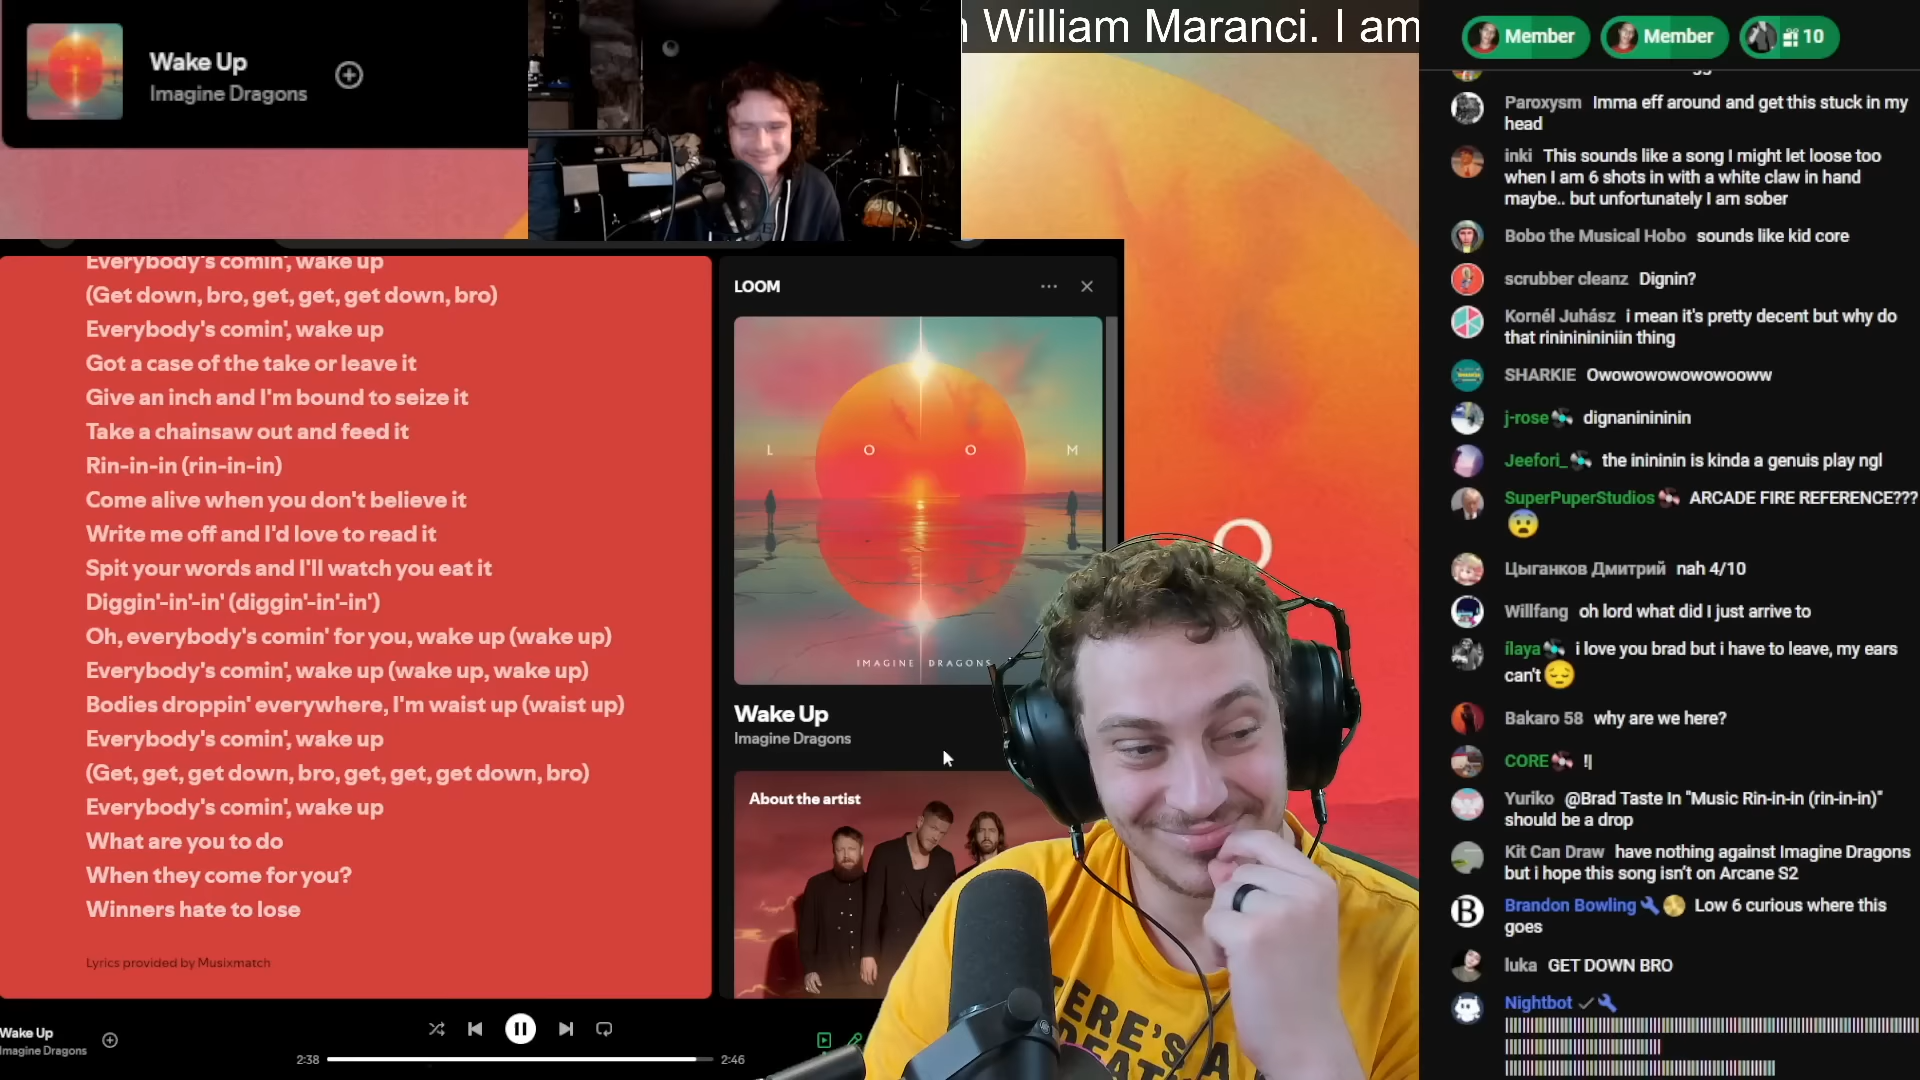 Wake Up
Imagine Dragons
William Maranci. I am
Everybody's comin', wake up
(Get down, bro, get, get, get down, bro)
Everybody's comin', wake up
Got a case of the take or leave it
Give an inch and I'm bound to seize it
Take a chainsaw out and feed it
Rin-in-in (rin-in-in)
Come alive when you don't believe it
Write me off and I'd love to read it
Spit your words and I'll watch you eat it
Diggin'-in'-in' (diggin'-in'-in')
Oh, everybody's comin' for you, wake up (wake up)
Everybody's comin', wake up (wake up, wake up)
Bodies droppin' everywhere, I'm waist up (waist up)
Everybody's comin', wake up
(Get, get, get down, bro, get, get, get down, bro)
Everybody's comin', wake up
What are you to do
When they come for you?
Winners hate to lose
Lyrics provided by Musixmatch
LOOM
L O O M
IMAGINE DRAGONS
Wake Up
Imagine Dragons
About the artist
O
ERE'S A
DEAT
Wake Up
Imagine Dragons
2:38
2:46
Member
Member
10
Paroxysm Imma eff around and get this stuck in my
head
inki This sounds like a song I might let loose too
when I am 6 shots in with a white claw in hand
maybe.. but unfortunately I am sober
Bobo the Musical Hobo sounds like kid core
scrubber cleanz Dignin?
Kornél Juhász i mean it's pretty decent but why do
that rinininininiin thing
SHARKIE Owowowowowowooww
j-rose dignaninininin
Jeefori_ the inininin is kinda a genuis play ngl
SuperPuperStudios ARCADE FIRE REFERENCE???
Цыганков Дмитрий nah 4/10
Willfang oh lord what did I just arrive to
ílaya i love you brad but i have to leave, my ears
can't
Bakaro 58 why are we here?
CORE !|
Yuriko @Brad Taste In "Music Rin-in-in (rin-in-in)"
should be a drop
Kit Can Draw have nothing against Imagine Dragons
but i hope this song isn't on Arcane S2
Brandon Bowling Low 6 curious where this
goes
luka GET DOWN BRO
Nightbot